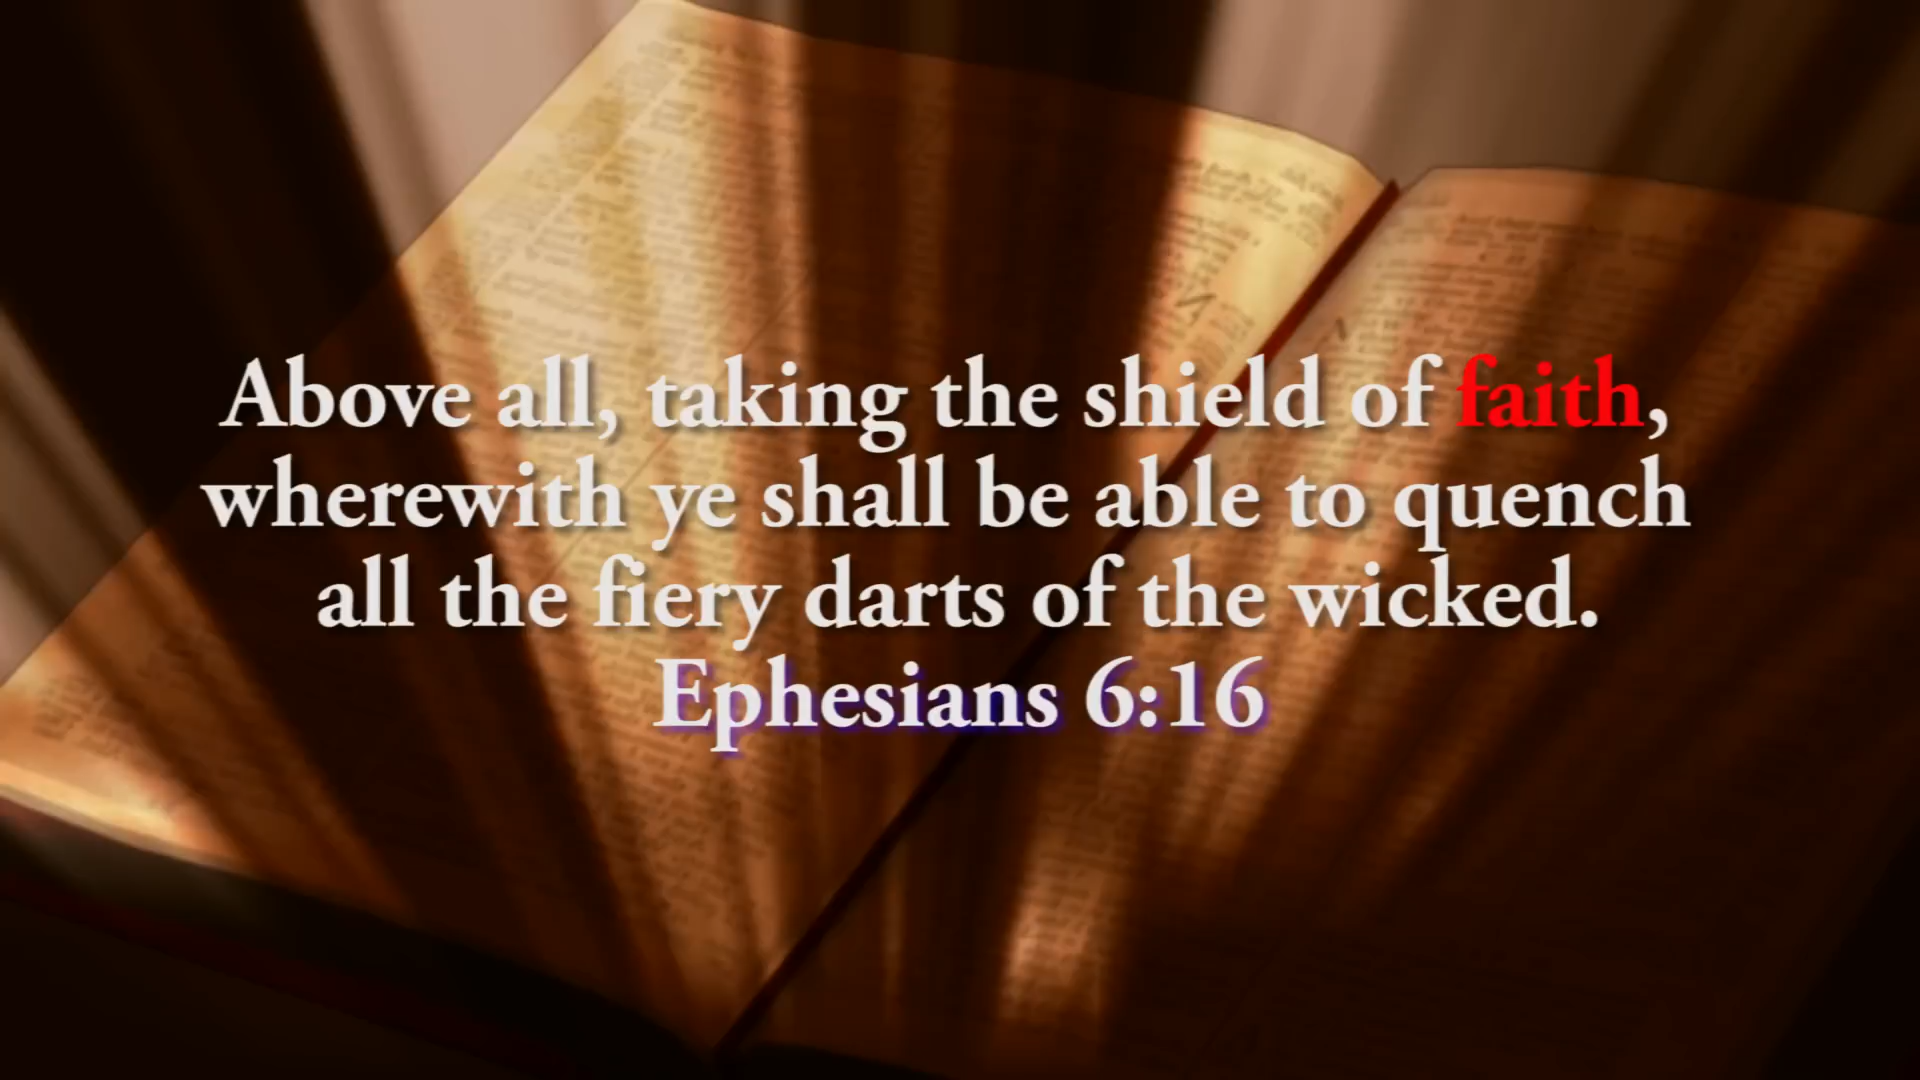 Above all, taking the shield of faith,
wherewith ye shall be able to quench
all the fiery darts of the wicked.
Ephesians 6:16